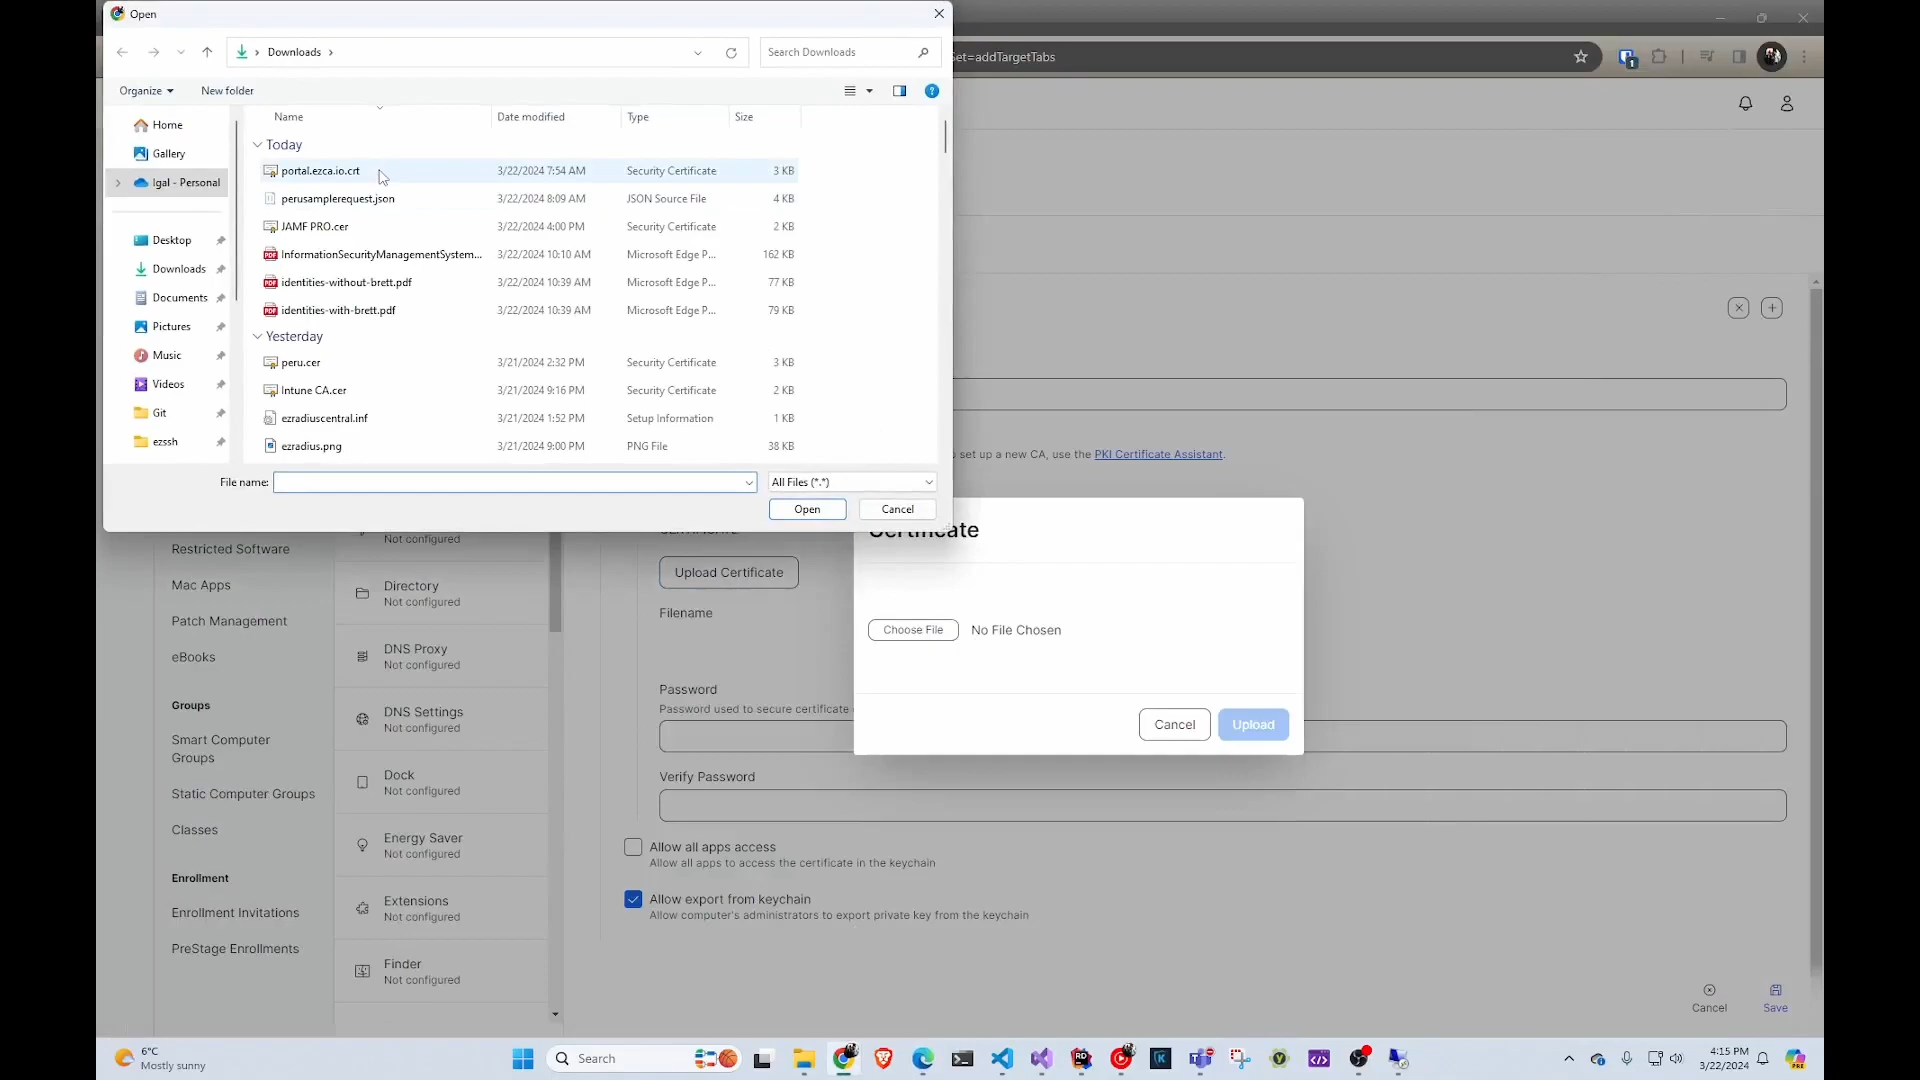 Open
Downloads
Search Downloads
Set=addTargetTabs
Organize
New folder
Home
Gallery
Igal - Personal
Desktop
Downloads
Documents
Pictures
Music
Videos
Git
ezssh
Name
Date modified
Type
Size
Today
portal.ezca.io.crt
3/22/2024 7:54 AM
Security Certificate
3 KB
perusamplerequest.json
3/22/2024 8:09 AM
JSON Source File
4 KB
JAMF PRO.cer
3/22/2024 4:00 PM
Security Certificate
2 KB
InformationSecurityManagementSystem...
3/22/2024 10:10 AM
Microsoft Edge P...
162 KB
identities-without-brett.pdf
3/22/2024 10:39 AM
Microsoft Edge P...
77 KB
identities-with-brett.pdf
3/22/2024 10:39 AM
Microsoft Edge P...
79 KB
Yesterday
peru.cer
3/21/2024 2:32 PM
Security Certificate
3 KB
Intune CA.cer
3/21/2024 9:16 PM
Security Certificate
2 KB
ezradiuscentral.inf
3/21/2024 1:52 PM
Setup Information
1 KB
ezradius.png
3/21/2024 9:00 PM
PNG File
38 KB
File name:
All Files (*.*)
Open
Cancel
set up a new CA, use the PKI Certificate Assistant.
Restricted Software
Mac Apps
Patch Management
eBooks
Groups
Smart Computer
Groups
Static Computer Groups
Classes
Enrollment
Enrollment Invitations
PreStage Enrollments
Not configured
Directory
Not configured
DNS Proxy
Not configured
DNS Settings
Not configured
Dock
Not configured
Energy Saver
Not configured
Extensions
Not configured
Finder
Not configured
Upload Certificate
Filename
Password
Password used to secure certificate
Verify Password
Allow all apps access
Allow all apps to access the certificate in the keychain
Allow export from keychain
Allow computer's administrators to export private key from the keychain
Certificate
Choose File
No File Chosen
Cancel
Upload
Cancel
Save
6°C
Mostly sunny
Search
4:15 PM
3/22/2024